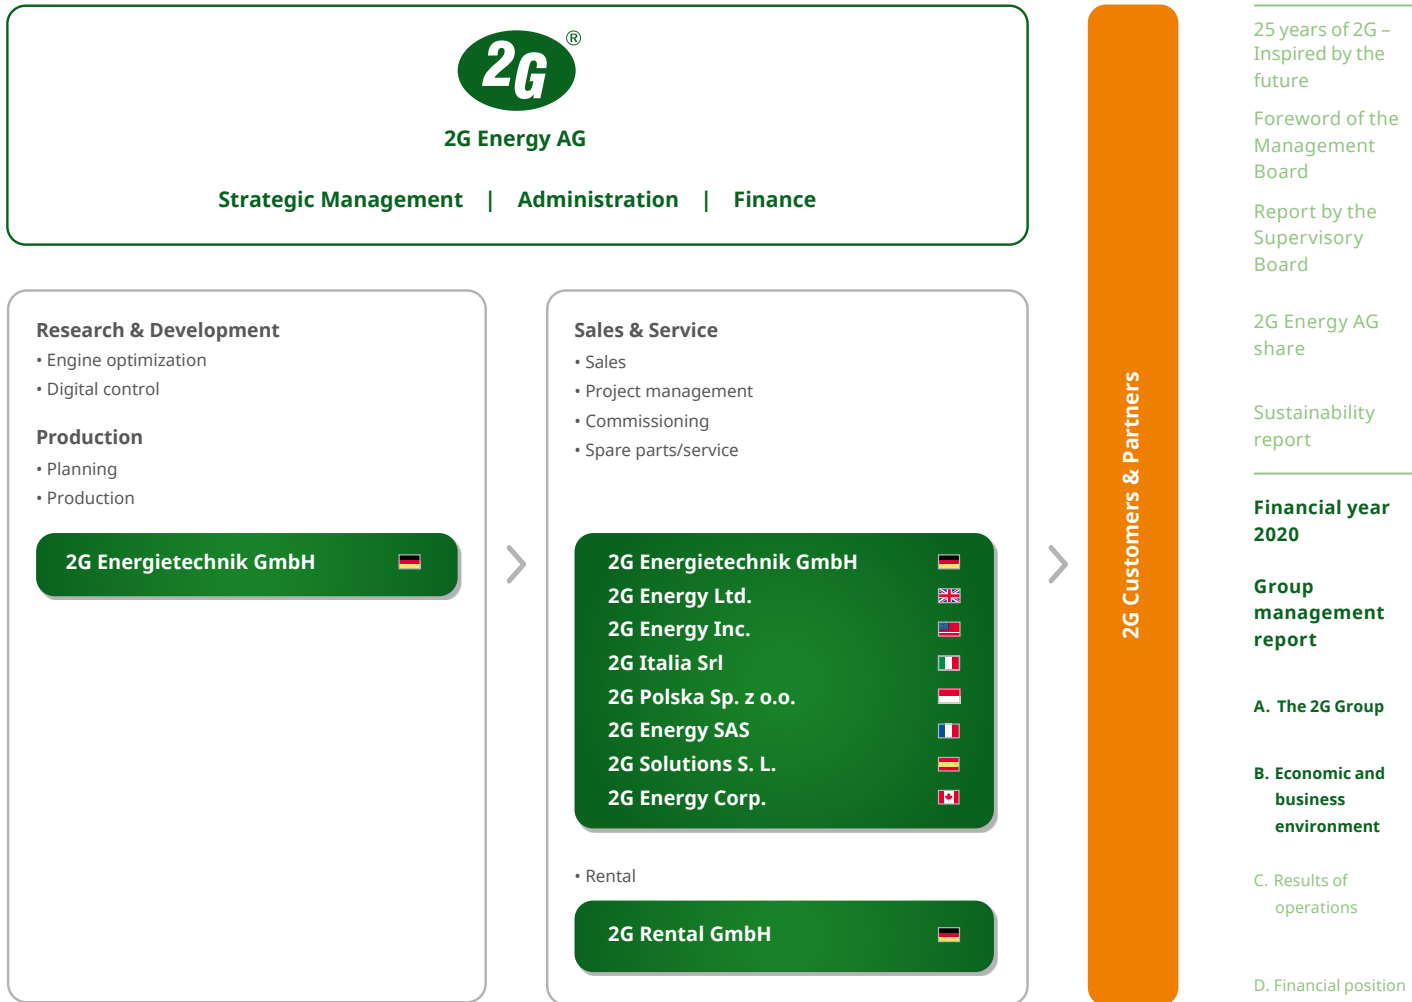 2G®
2G Energy AG
Strategic Management | Administration | Finance
Research & Development
• Engine optimization
• Digital control
Production
• Planning
• Production
2G Energietechnik GmbH
Sales & Service
• Sales
• Project management
• Commissioning
• Spare parts/service
2G Energietechnik GmbH
2G Energy Ltd.
2G Energy Inc.
2G Italia Srl
2G Polska Sp. z o.o.
2G Energy SAS
2G Solutions S. L.
2G Energy Corp.
• Rental
2G Rental GmbH
2G Customers & Partners
25 years of 2G –
Inspired by the
future
Foreword of the
Management
Board
Report by the
Supervisory
Board
2G Energy AG
share
Sustainability
report
Financial year
2020
Group
management
report
A. The 2G Group
B. Economic and
business
environment
C. Results of
operations
D. Financial position